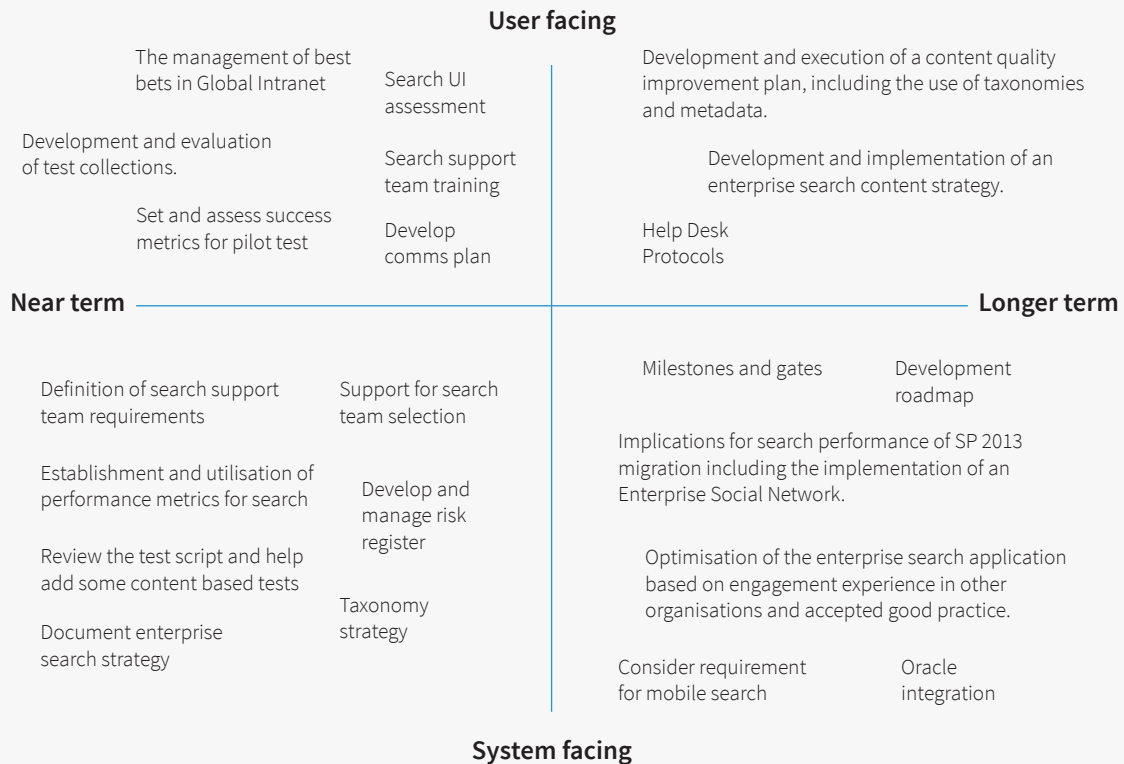 User facing
The management of best
bets in Global Intranet
Search UI
assessment
Development and evaluation
of test collections.
Search support
team training
Set and assess success
metrics for pilot test
Develop
comms plan
Development and execution of a content quality
improvement plan, including the use of taxonomies
and metadata.
Development and implementation of an
enterprise search content strategy.
Help Desk
Protocols
Near term
Longer term
Definition of search support
team requirements
Support for search
team selection
Establishment and utilisation of
performance metrics for search
Develop and
manage risk
register
Review the test script and help
add some content based tests
Taxonomy
strategy
Document enterprise
search strategy
Milestones and gates
Development
roadmap
Implications for search performance of SP 2013
migration including the implementation of an
Enterprise Social Network.
Optimisation of the enterprise search application
based on engagement experience in other
organisations and accepted good practice.
Consider requirement
for mobile search
Oracle
integration
System facing